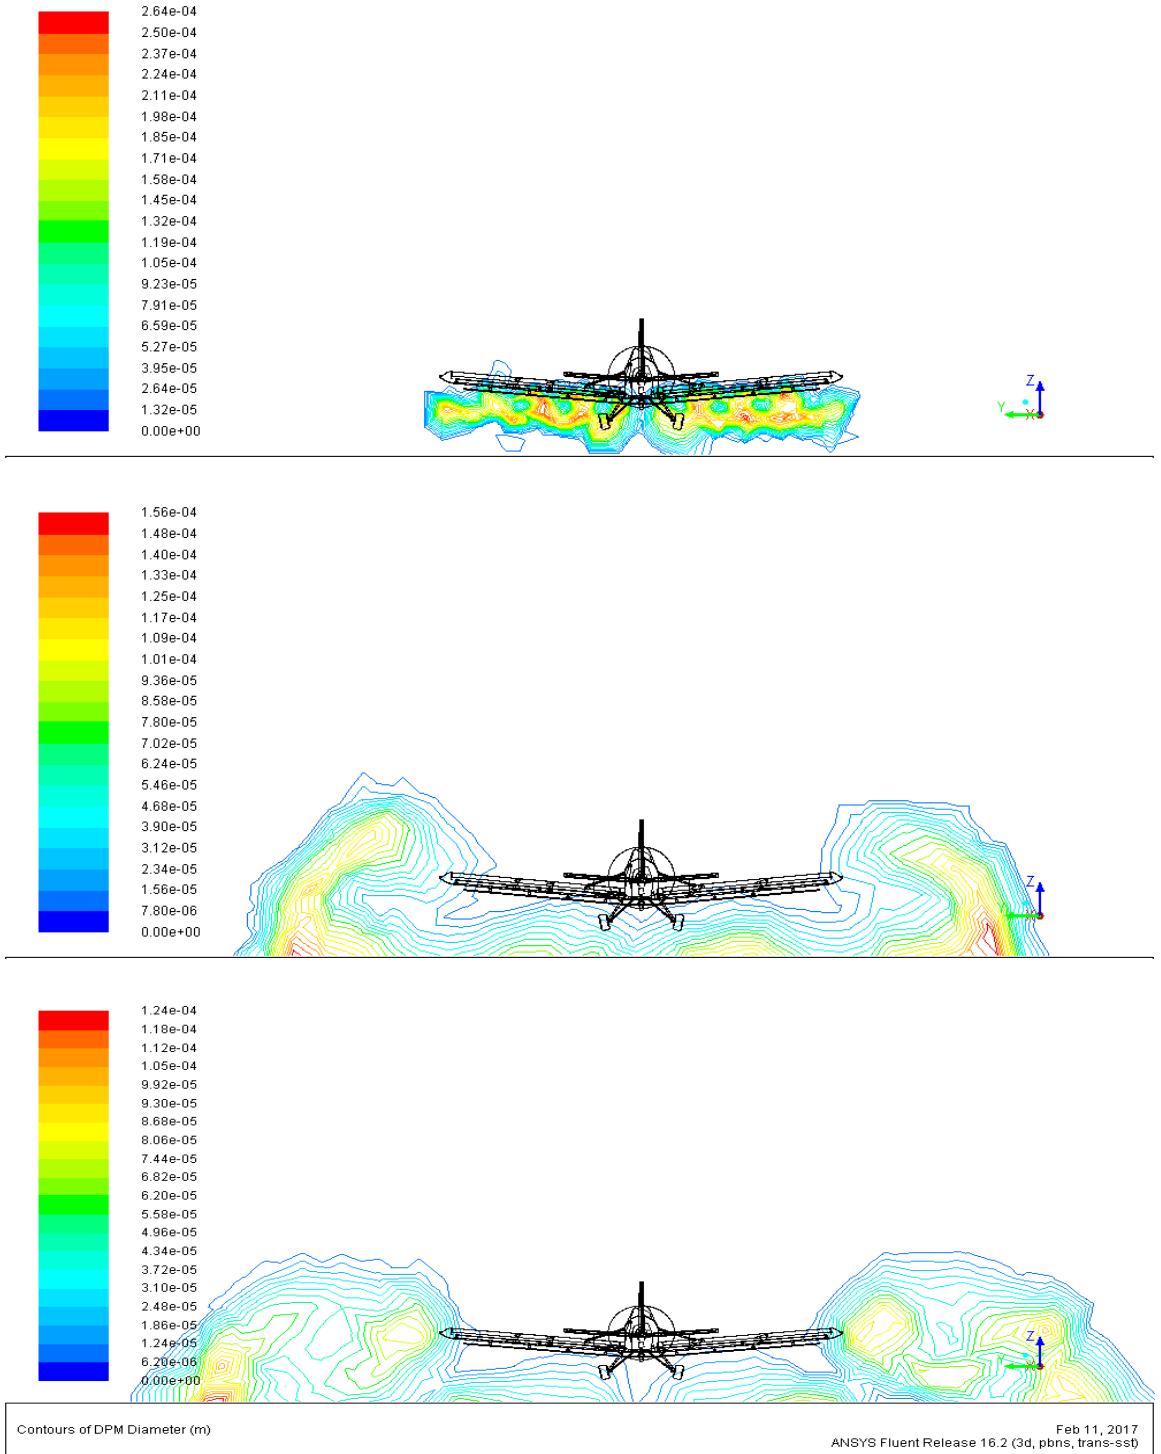 2.64e-04
2.50e-04
2.37e-04
2.24e-04
2.11e-04
1.98e-04
1.85e-04
1.71e-04
1.58e-04
1.45e-04
1.32e-04
1.19e-04
1.05e-04
9.23e-05
7.91e-05
6.59e-05
5.27e-05
3.95e-05
2.64e-05
1.32e-05
0.00e+00
Z
Y
X
1.56e-04
1.48e-04
1.40e-04
1.33e-04
1.25e-04
1.17e-04
1.09e-04
1.01e-04
9.36e-05
8.58e-05
7.80e-05
7.02e-05
6.24e-05
5.46e-05
4.68e-05
3.90e-05
3.12e-05
2.34e-05
1.56e-05
7.80e-06
0.00e+00
Z
X
1.24e-04
1.18e-04
1.12e-04
1.05e-04
9.92e-05
9.30e-05
8.68e-05
8.06e-05
7.44e-05
6.82e-05
6.20e-05
5.58e-05
4.96e-05
4.34e-05
3.72e-05
3.10e-05
2.48e-05
1.86e-05
1.24e-05
6.20e-06
0.00e+00
Z
X
Contours of DPM Diameter (m)
Feb 11, 2017
ANSYS Fluent Release 16.2 (3d, pbns, trans-sst)